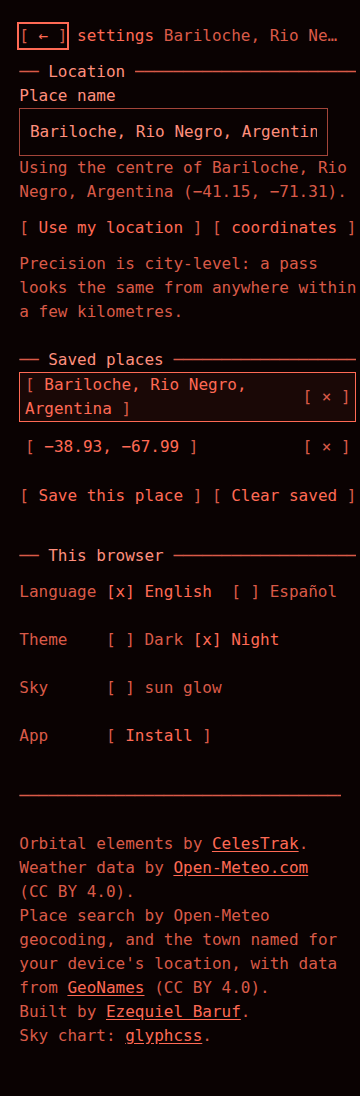 [ ← ] settings Bariloche, Rio Ne…
Location
Place name
Bariloche, Rio Negro, Argentin
Using the centre of Bariloche, Rio
Negro, Argentina (−41.15, −71.31).
[ Use my location ] [ coordinates ]
Precision is city-level: a pass
looks the same from anywhere within
a few kilometres.
Saved places
[ Bariloche, Rio Negro,
Argentina ] [ × ]
[ −38.93, −67.99 ] [ × ]
[ Save this place ] [ Clear saved ]
This browser
Language [x] English [ ] Español
Theme [ ] Dark [x] Night
Sky [ ] sun glow
App [ Install ]
Orbital elements by CelesTrak.
Weather data by Open-Meteo.com
(CC BY 4.0).
Place search by Open-Meteo
geocoding, and the town named for
your device's location, with data
from GeoNames (CC BY 4.0).
Built by Ezequiel Baruf.
Sky chart: glyphcss.